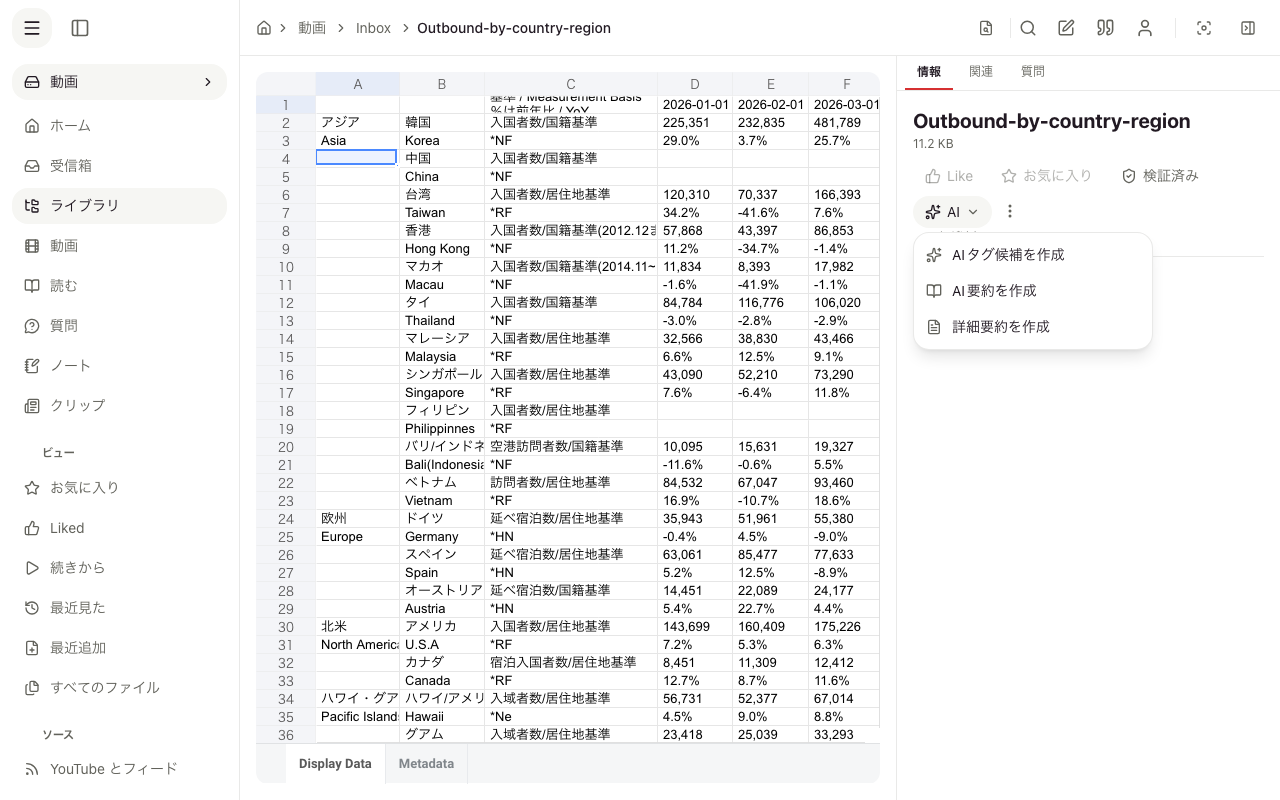 動画
Inbox
Outbound-by-country-region
動画
ホーム
受信箱
ライブラリ
動画
読む
質問
ノート
クリップ
ビュー
お気に入り
Liked
続きから
最近見た
最近追加
すべてのファイル
ソース
YouTube とフィード
A B C D E F
1 基準 / Measurement Basis 2026-01-01 2026-02-01 2026-03-01
%は前年比 / YoY
2 アジア 韓国 入国者数/国籍基準 225,351 232,835 481,789
3 Asia Korea *NF 29.0% 3.7% 25.7%
4 中国 入国者数/国籍基準
5 China *NF
6 台湾 入国者数/居住地基準 120,310 70,337 166,393
7 Taiwan *RF 34.2% -41.6% 7.6%
8 香港 入国者数/国籍基準(2012.12ま 57,868 43,397 86,853
9 Hong Kong *NF 11.2% -34.7% -1.4%
10 マカオ 入国者数/国籍基準(2014.11~ 11,834 8,393 17,982
11 Macau *NF -1.6% -41.9% -1.1%
12 タイ 入国者数/国籍基準 84,784 116,776 106,020
13 Thailand *NF -3.0% -2.8% -2.9%
14 マレーシア 入国者数/居住地基準 32,566 38,830 43,466
15 Malaysia *RF 6.6% 12.5% 9.1%
16 シンガポール 入国者数/居住地基準 43,090 52,210 73,290
17 Singapore *RF 7.6% -6.4% 11.8%
18 フィリピン 入国者数/居住地基準
19 Philippinnes *RF
20 バリ/インドネ 空港訪問者数/国籍基準 10,095 15,631 19,327
21 Bali(Indonesia *NF -11.6% -0.6% 5.5%
22 ベトナム 訪問者数/居住地基準 84,532 67,047 93,460
23 Vietnam *RF 16.9% -10.7% 18.6%
24 欧州 ドイツ 延べ宿泊数/居住地基準 35,943 51,961 55,380
25 Europe Germany *HN -0.4% 4.5% -9.0%
26 スペイン 延べ宿泊数/居住地基準 63,061 85,477 77,633
27 Spain *HN 5.2% 12.5% -8.9%
28 オーストリア 延べ宿泊数/国籍基準 14,451 22,089 24,177
29 Austria *HN 5.4% 22.7% 4.4%
30 北米 アメリカ 入国者数/居住地基準 143,699 160,409 175,226
31 North America U.S.A *RF 7.2% 5.3% 6.3%
32 カナダ 宿泊入国者数/居住地基準 8,451 11,309 12,412
33 Canada *RF 12.7% 8.7% 11.6%
34 ハワイ・グア ハワイ/アメリ 入域者数/居住地基準 56,731 52,377 67,014
35 Pacific Islands Hawaii *Ne 4.5% 9.0% 8.8%
36 グアム 入域者数/居住地基準 23,418 25,039 33,293
Display Data Metadata
情報 関連 質問
Outbound-by-country-region
11.2 KB
Like お気に入り 検証済み
AI
AIタグ候補を作成
AI要約を作成
詳細要約を作成